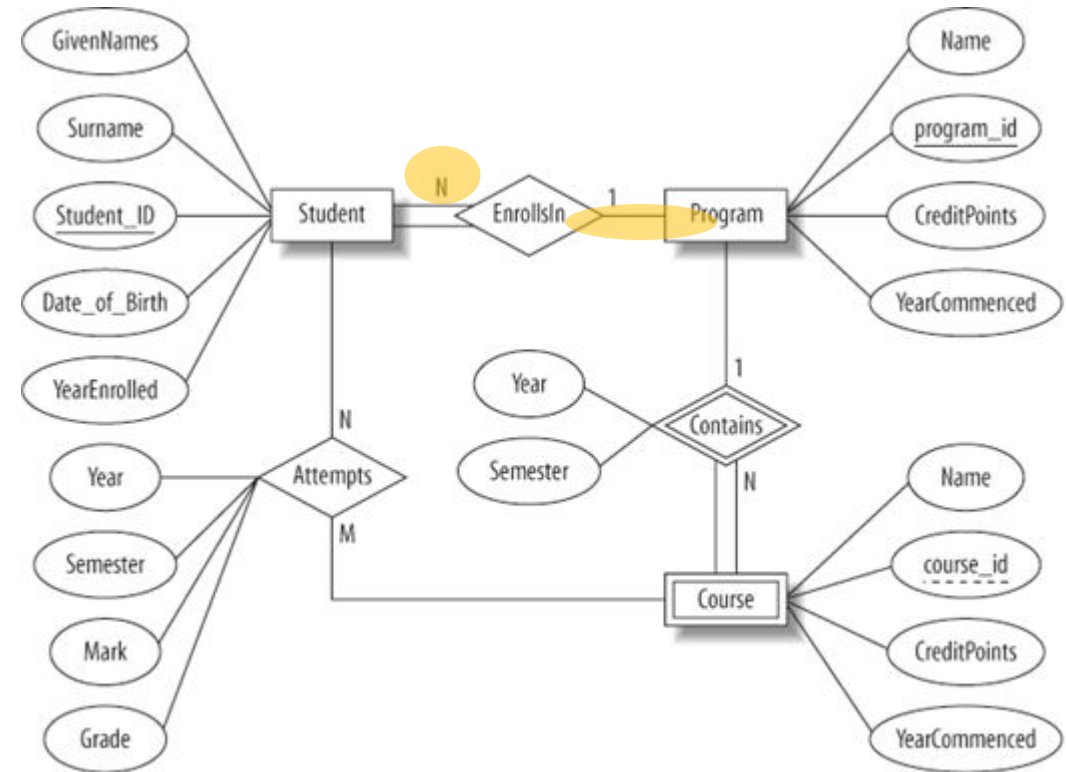 GivenNames
Surname
Student_ID
Date_of_Birth
YearEnrolled
Student
N
EnrollsIn
1
Program
Name
program_id
CreditPoints
YearCommenced
N
Attempts
M
Year
Semester
Mark
Grade
1
Contains
N
Year
Semester
Course
Name
course_id
CreditPoints
YearCommenced